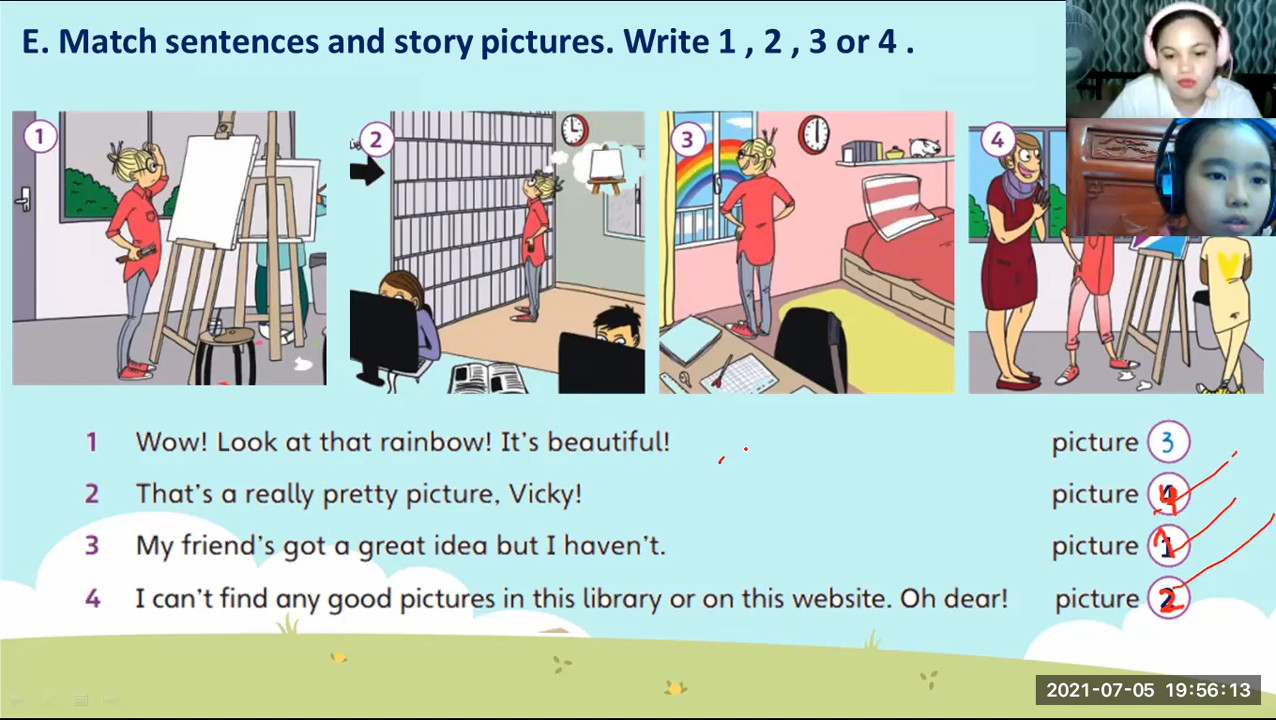 E. Match sentences and story pictures. Write 1 , 2 , 3 or 4 .
1
2
3
4
1 Wow! Look at that rainbow! It's beautiful! picture 3
2 That's a really pretty picture, Vicky! picture 4
3 My friend's got a great idea but I haven't. picture 1
4 I can't find any good pictures in this library or on this website. Oh dear! picture 2
2021-07-05 19:56:13